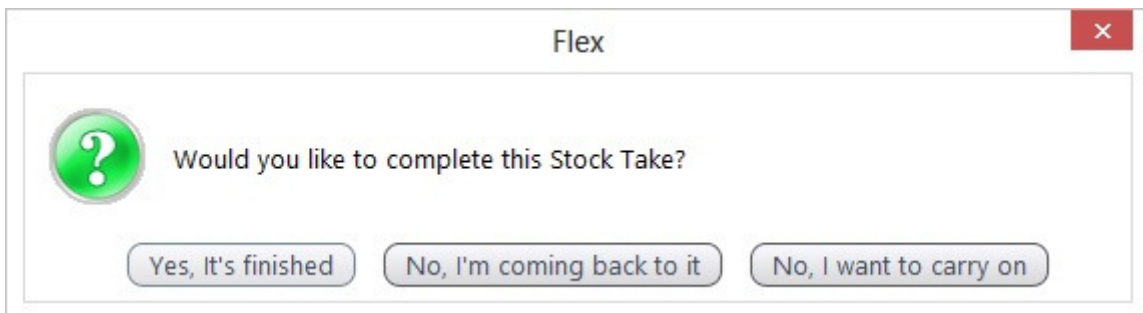 Flex
Would you like to complete this Stock Take?
Yes, It's finished
No, I'm coming back to it
No, I want to carry on